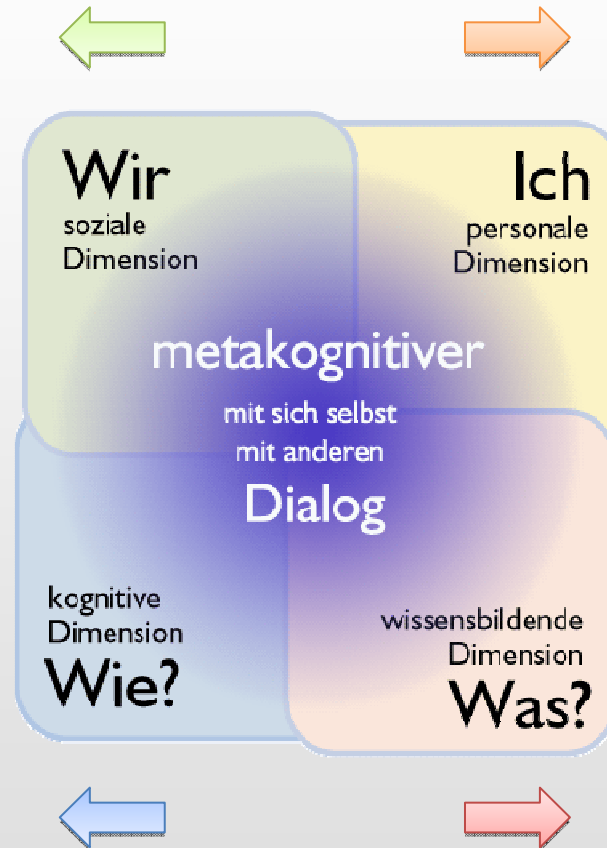 Wir
soziale
Dimension
Ich
personale
Dimension
metakognitiver
mit sich selbst
mit anderen
Dialog
kognitive
Dimension
Wie?
wissensbildende
Dimension
Was?